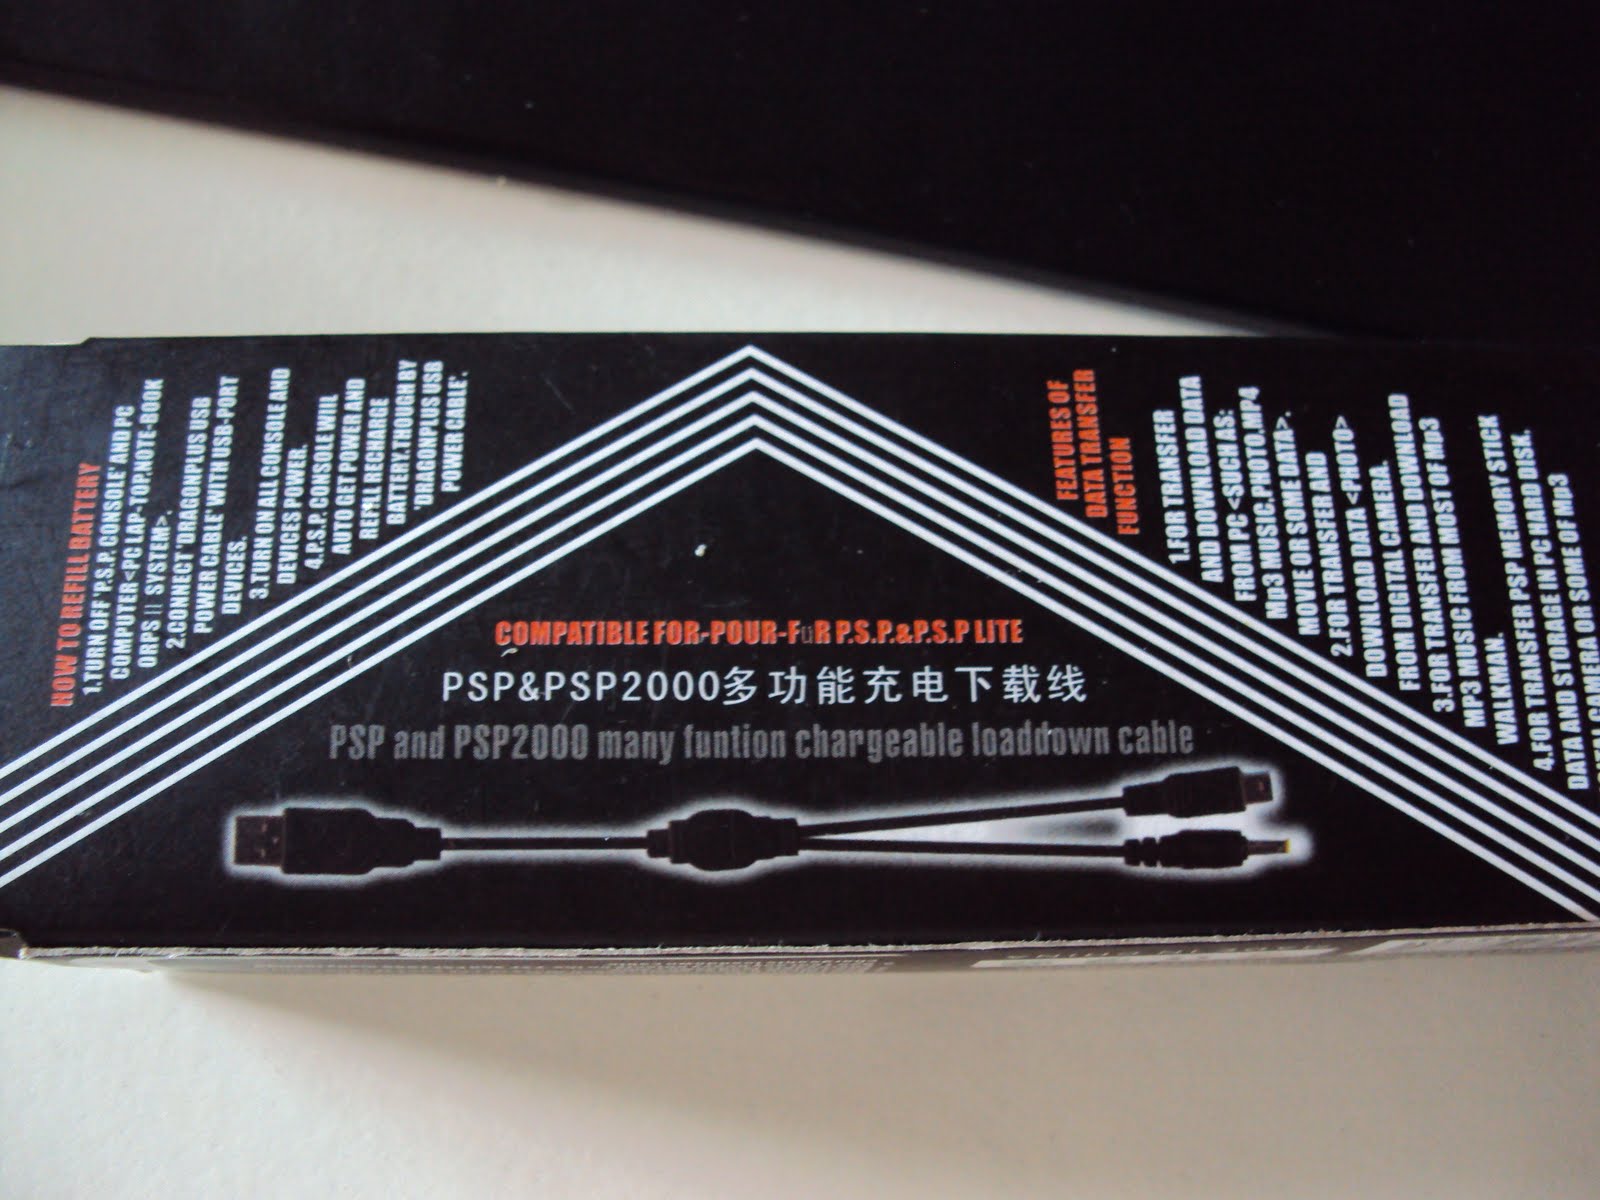 HOW TO REFILL BATTERY
1.TURN OFF 'P.S.P. CONSOLE' AND PC
COMPUTER<PC LAP-TOP.NOTE-BOOK
ORPS II SYSTEM>.
2.CONNECT 'DRAGONPLUS USB
POWER CABLE' WITH USB-PORT
DEVICES.
3.TURN ON ALL CONSOLE AND
DEVICES POWER.
4.P.S.P. CONSOLE WILL
AUTO GET POWER AND
REFILL RECHARGE
BATTERY.THOUGH BY
'DRAGONPLUS USB
POWER CABLE'.
COMPATIBLE FOR-POUR-FüR P.S.P.&P.S.P LITE
PSP&PSP2000多功能充电下载线
PSP and PSP2000 many funtion chargeable loaddown cable
FEATURES OF
DATA TRANSFER
FUNCTION
1.FOR TRANSFER
AND DOWNLOAD DATA
FROM PC <SUCH AS:
Mp3 MUSIC.PHOTO.MP4
MOVIE OR SOME DATA>.
2.FOR TRANSFER AND
DOWNLOAD DATA <PHOTO>
FROM DIGITAL CAMERA.
3.FOR TRANSFER AND DOWNLOAD
MP3 MUSIC FROM MOST OF Mp3
WALKMAN.
4.FOR TRANSFER PSP MEMORY STICK
DATA AND STORAGE IN PC HARD DISK.
CAMERA OR SOME OF Mp3